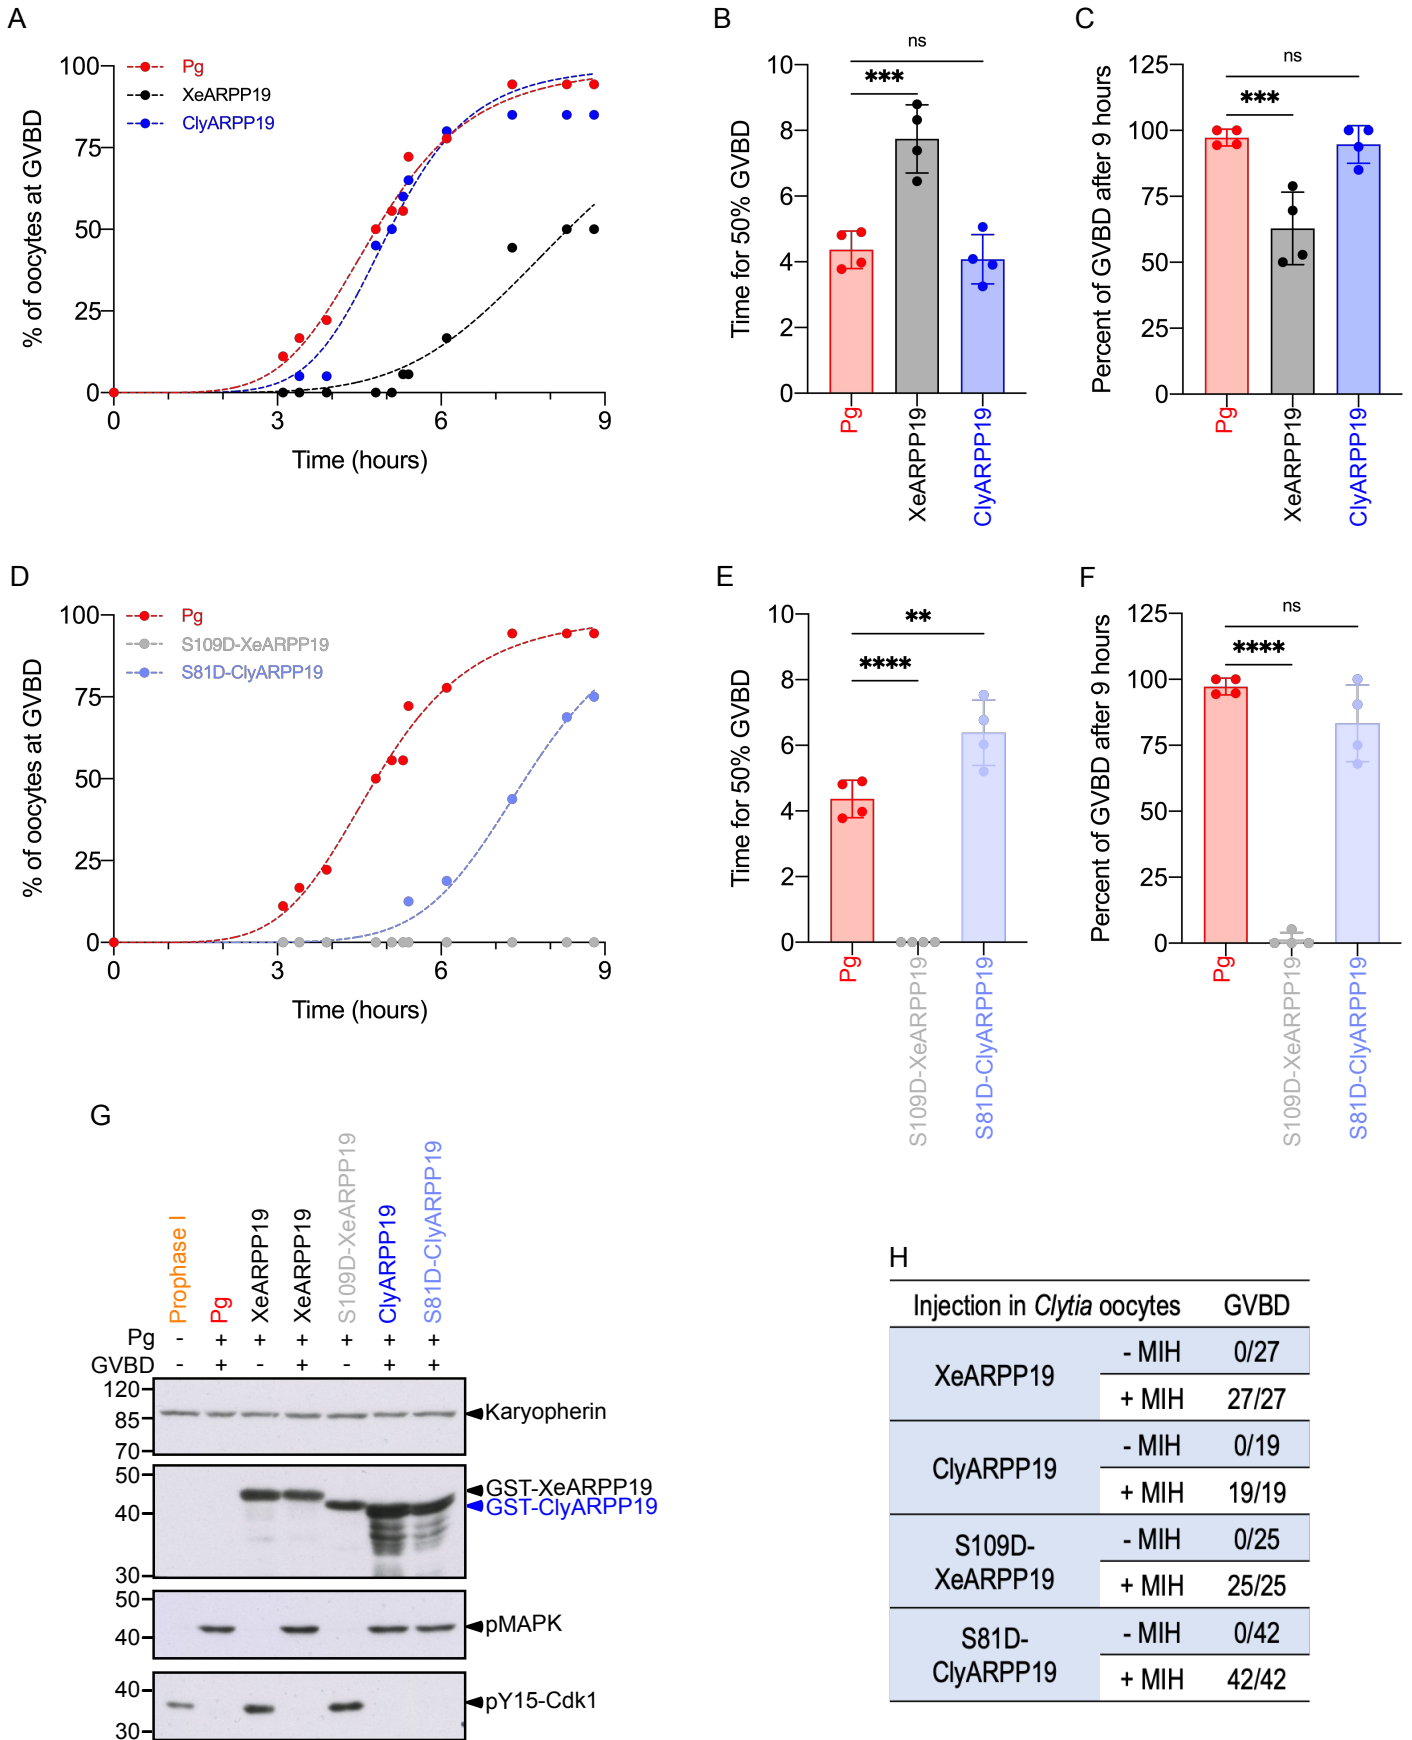 A
100
75
50
25
0
0
3
6
9
% of oocytes at GVBD
Time (hours)
Pg
XeARPP19
ClyARPP19
B
ns
***
10
8
6
4
2
0
Time for 50% GVBD
Pg
XeARPP19
ClyARPP19
C
ns
***
125
100
75
50
25
0
Percent of GVBD after 9 hours
Pg
XeARPP19
ClyARPP19
D
100
75
50
25
0
0
3
6
9
% of oocytes at GVBD
Time (hours)
Pg
S109D-XeARPP19
S81D-ClyARPP19
E
**
****
10
8
6
4
2
0
Time for 50% GVBD
Pg
S109D-XeARPP19
S81D-ClyARPP19
F
ns
****
125
100
75
50
25
0
Percent of GVBD after 9 hours
Pg
S109D-XeARPP19
S81D-ClyARPP19
G
Prophase I
Pg
XeARPP19
XeARPP19
S109D-XeARPP19
ClyARPP19
S81D-ClyARPP19
Pg - + + + + + +
GVBD - + - + - + +
120
85
70
Karyopherin
50
40
30
GST-XeARPP19
GST-ClyARPP19
50
40
pMAPK
40
30
pY15-Cdk1
H
Injection in Clytia oocytes GVBD
XeARPP19
- MIH 0/27
+ MIH 27/27
ClyARPP19
- MIH 0/19
+ MIH 19/19
S109D-
XeARPP19
- MIH 0/25
+ MIH 25/25
S81D-
ClyARPP19
- MIH 0/42
+ MIH 42/42